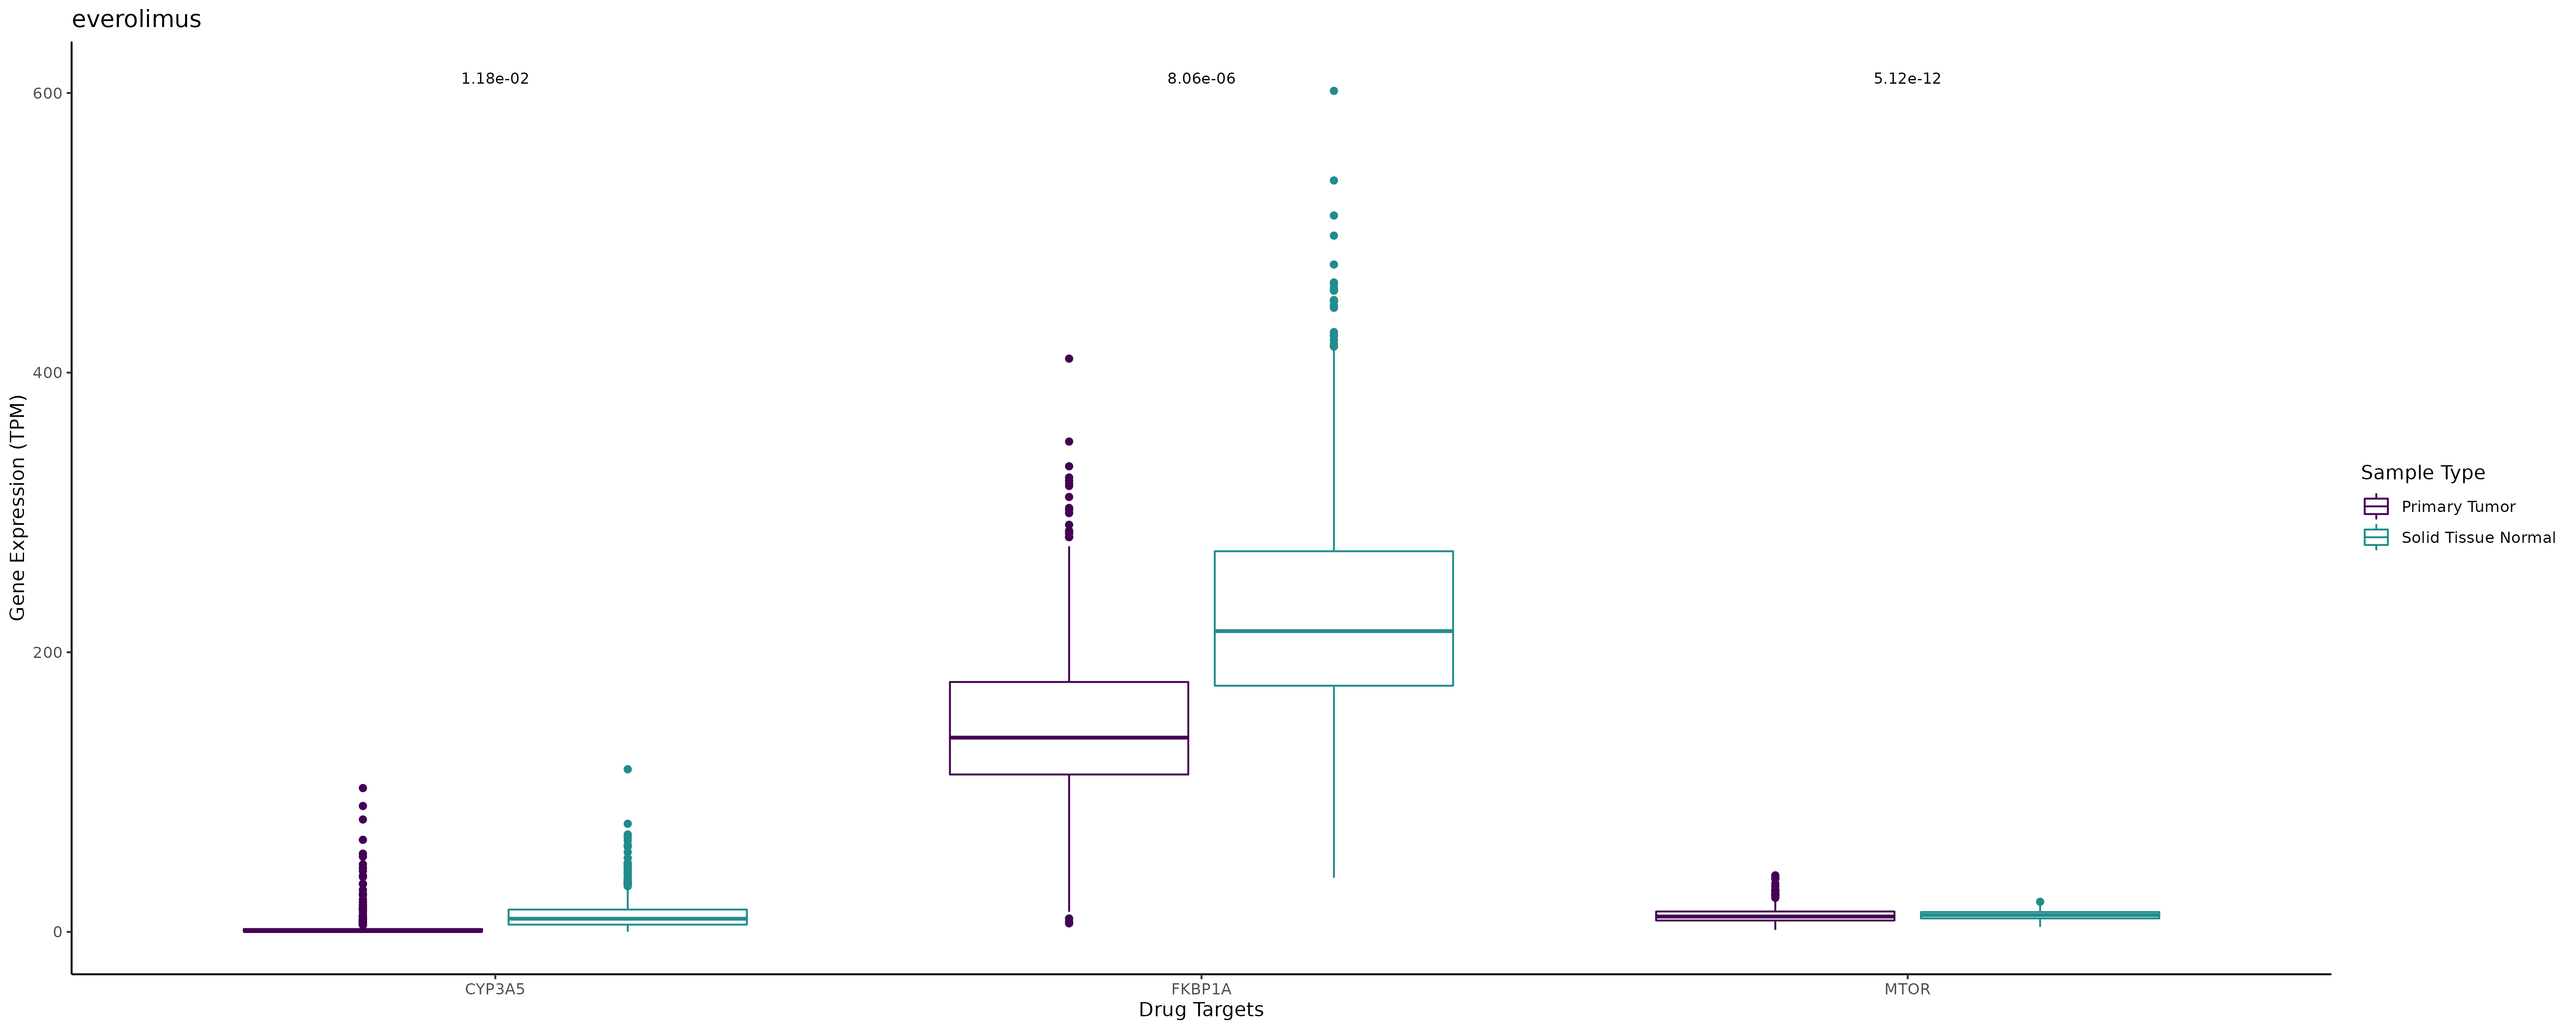 everolimus
1.18e-02
8.06e-06
5.12e-12
600
400
200
0
Gene Expression (TPM)
CYP3A5
FKBP1A
MTOR
Drug Targets
Sample Type
Primary Tumor
Solid Tissue Normal